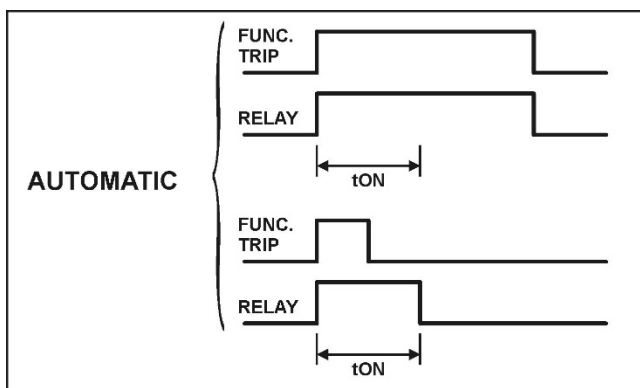 FUNC.
TRIP
RELAY
tON
AUTOMATIC
FUNC.
TRIP
RELAY
tON